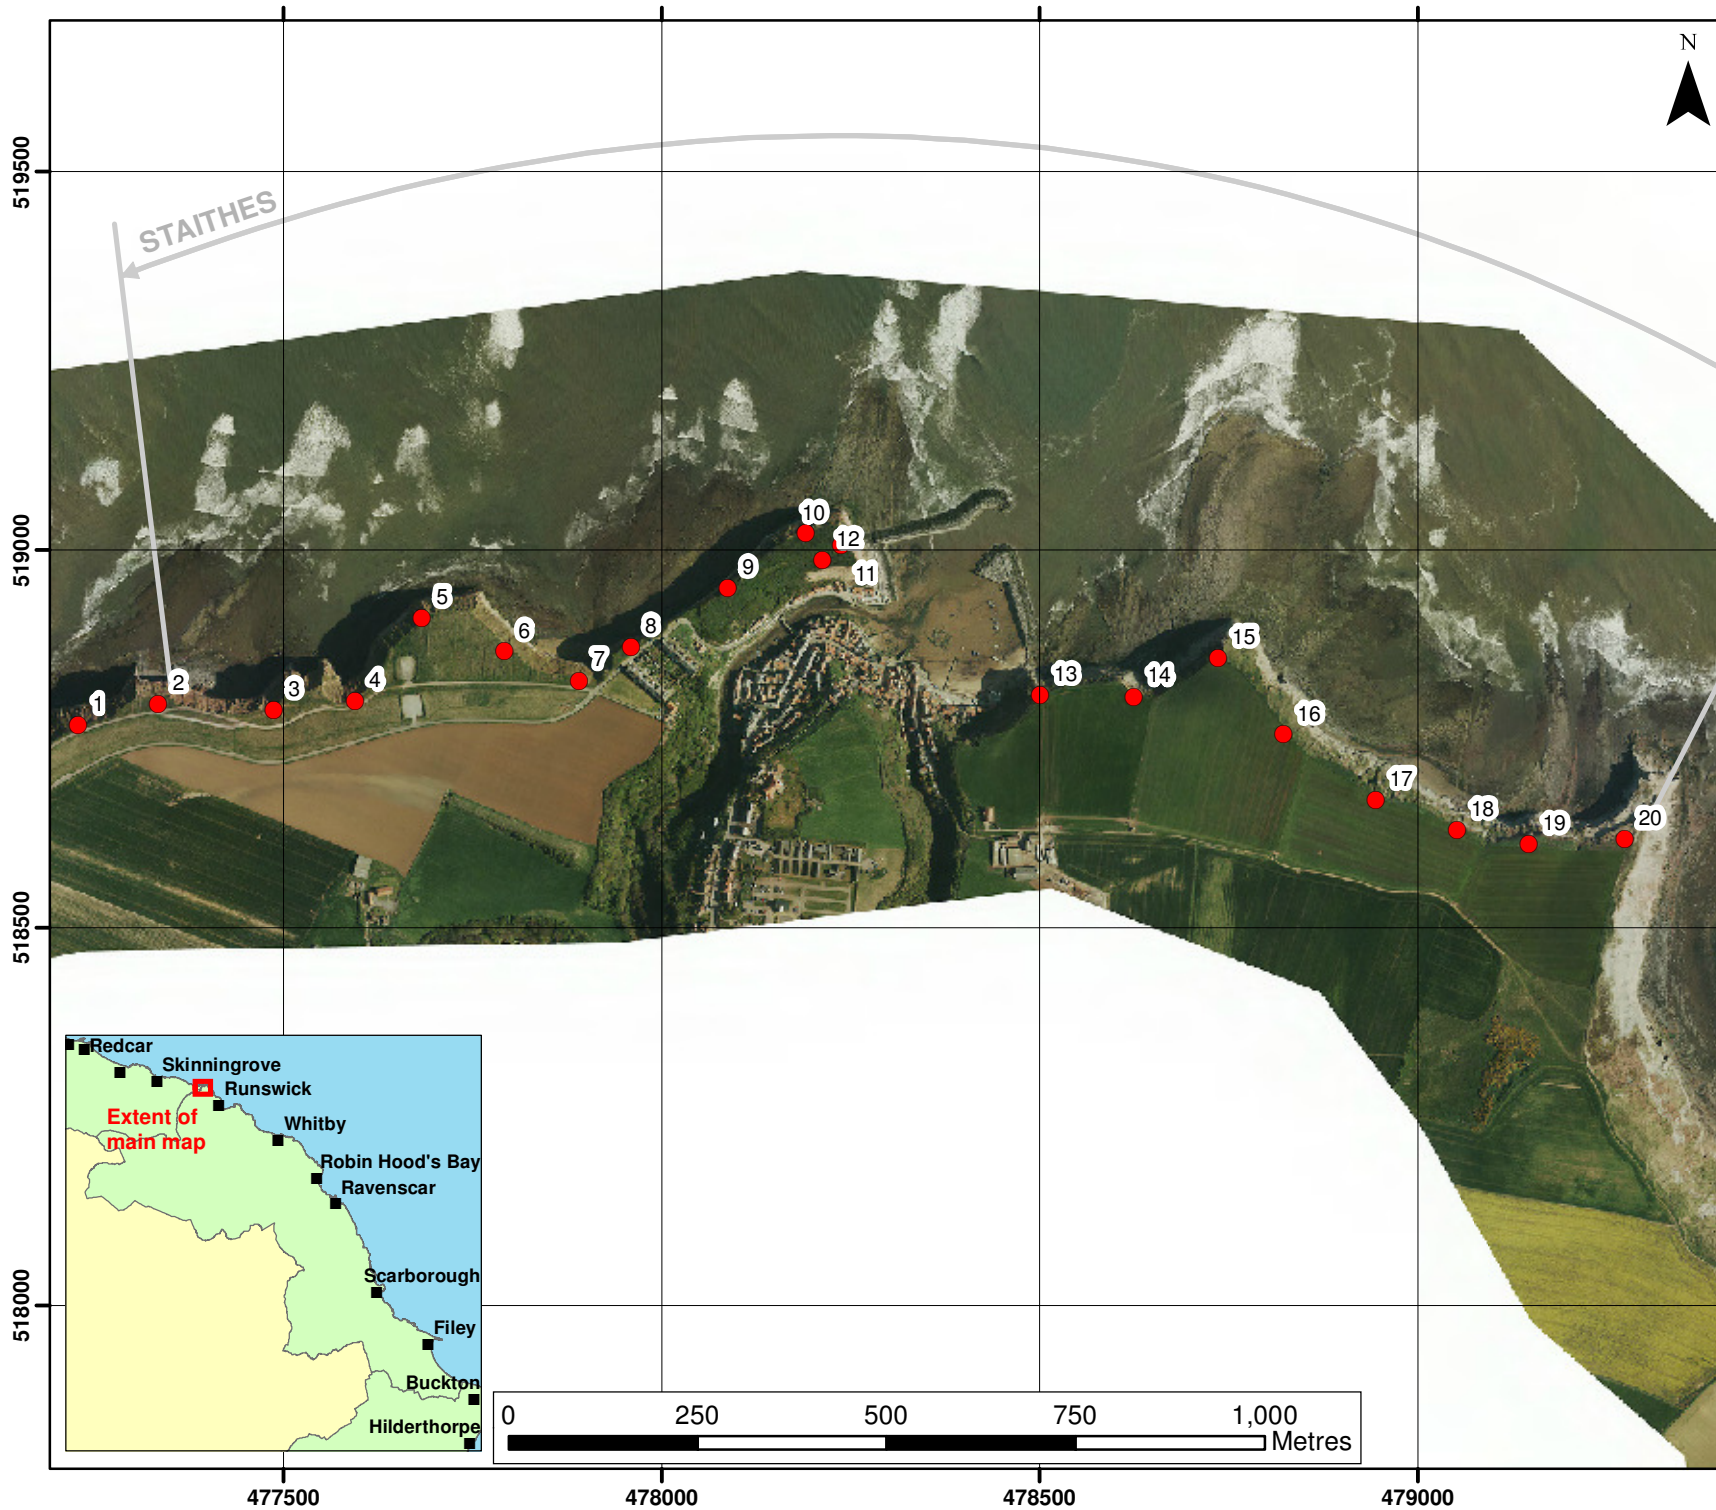 N
519500
519000
518500
518000
STAITHES
1
2
3
4
5
6
7
8
9
10
12
11
13
14
15
16
17
18
19
20
Redcar
Skinningrove
Runswick
Extent of
main map
Whitby
Robin Hood's Bay
Ravenscar
Scarborough
Filey
Buckton
Hilderthorpe
0 250 500 750 1,000
Metres
477500 478000 478500 479000